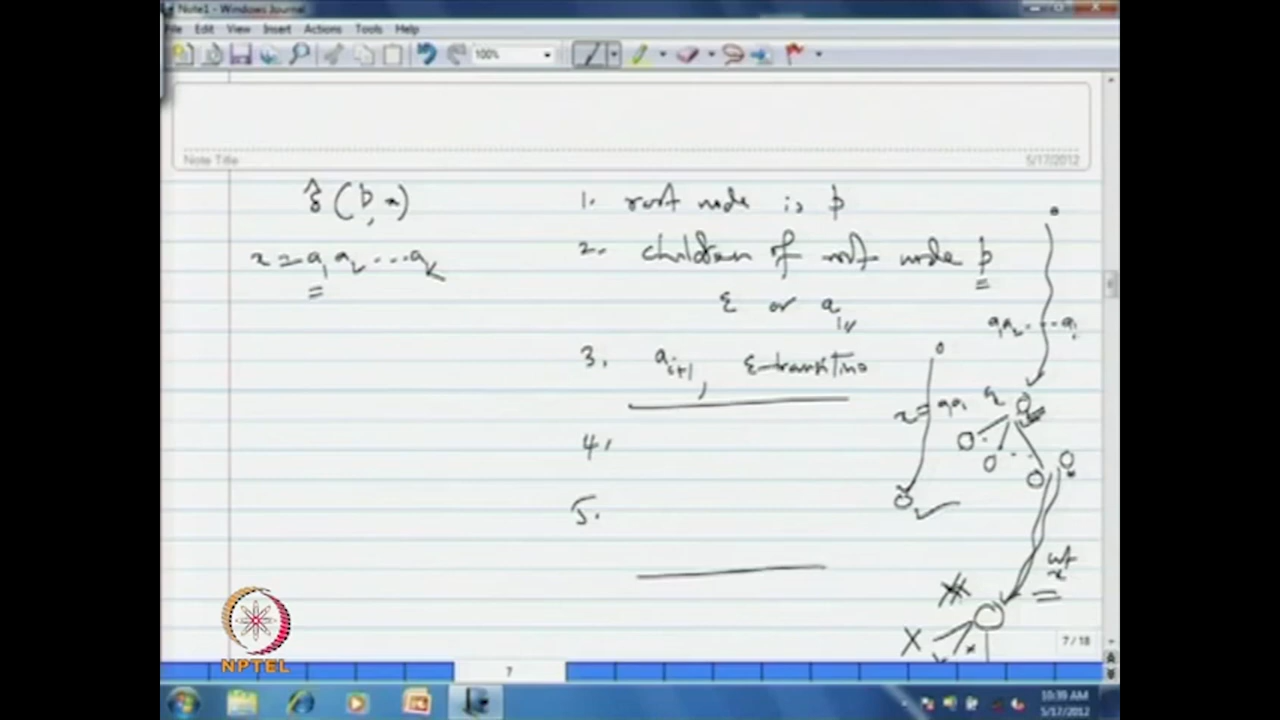 Note1 - Windows Journal
File Edit View Insert Actions Tools Help
100%
Note Title
5/17/2012
δ̂ (p, x)
x = a₁ a₂ ... aₖ
1. root node is p
2. children of root node p
ε or a₁
3. aᵢ₊₁, ε-transitions
4.
5.
a₁a₂ ... aᵢ
x =
x
X
NPTEL
7 / 18
7
10:39 AM
5/17/2012